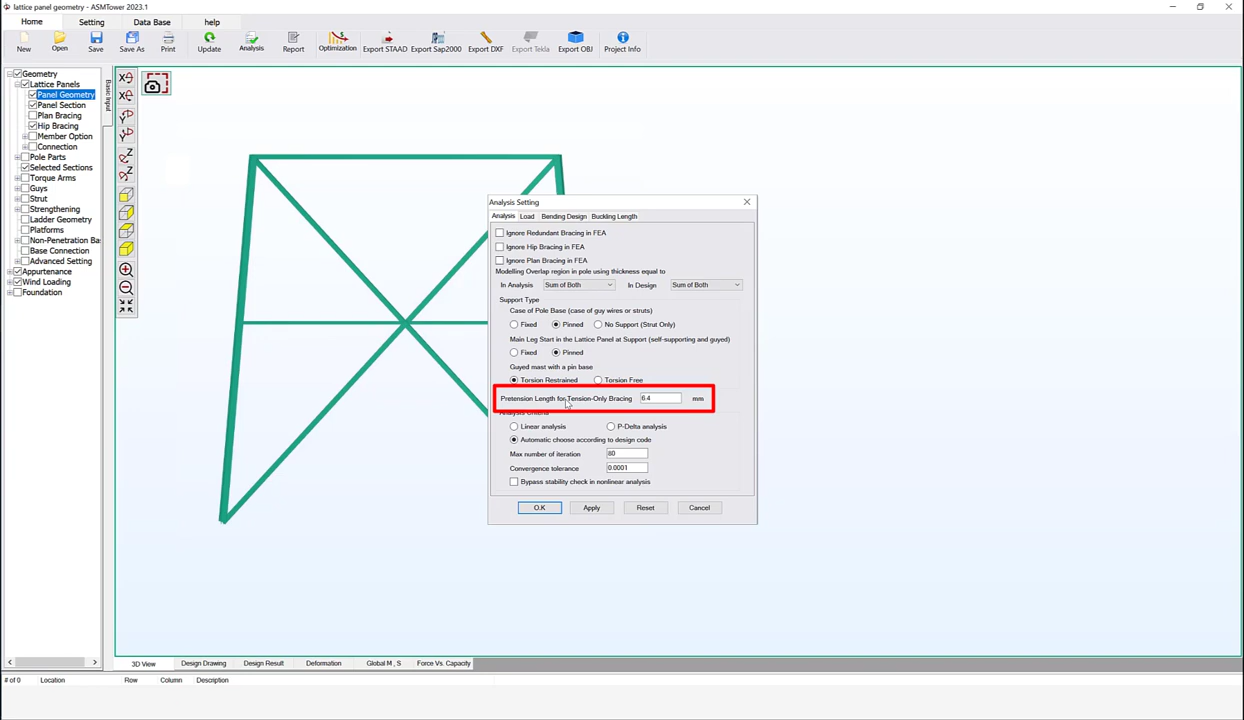 lattice panel geometry - ASMTower 2023.1
Home Setting Data Base help
New Open Save Save As Print Update Analysis Report Optimization Export STAAD Export Sap2000 Export DXF Export Tekla Export OBJ Project Info
Geometry
Lattice Panels
Panel Geometry
Panel Section
Plan Bracing
Hip Bracing
Member Option
Connection
Pole Parts
Selected Sections
Torque Arms
Guys
Strut
Strengthening
Ladder Geometry
Platforms
Non-Penetration Ba
Base Connection
Advanced Setting
Appurtenance
Wind Loading
Foundation
Basic Input
X
X
Y
Y
Z
Z
Analysis Setting
Analysis Load Bending Design Buckling Length
Ignore Redundant Bracing in FEA
Ignore Hip Bracing in FEA
Ignore Plan Bracing in FEA
Modelling Overlap region in pole using thickness equal to
In Analysis Sum of Both In Design Sum of Both
Support Type
Case of Pole Base (case of guy wires or struts)
Fixed Pinned No Support (Strut Only)
Main Leg Start in the Lattice Panel at Support (self-supporting and guyed)
Fixed Pinned
Guyed mast with a pin base
Torsion Restrained Torsion Free
Pretension Length for Tension-Only Bracing 6.4 mm
Analysis Criteria
Linear analysis P-Delta analysis
Automatic choose according to design code
Max number of iteration 80
Convergence tolerance 0.0001
Bypass stability check in nonlinear analysis
O.K Apply Reset Cancel
3D View Design Drawing Design Result Deformation Global M , S Force Vs. Capacity
# of 0 Location Row Column Description